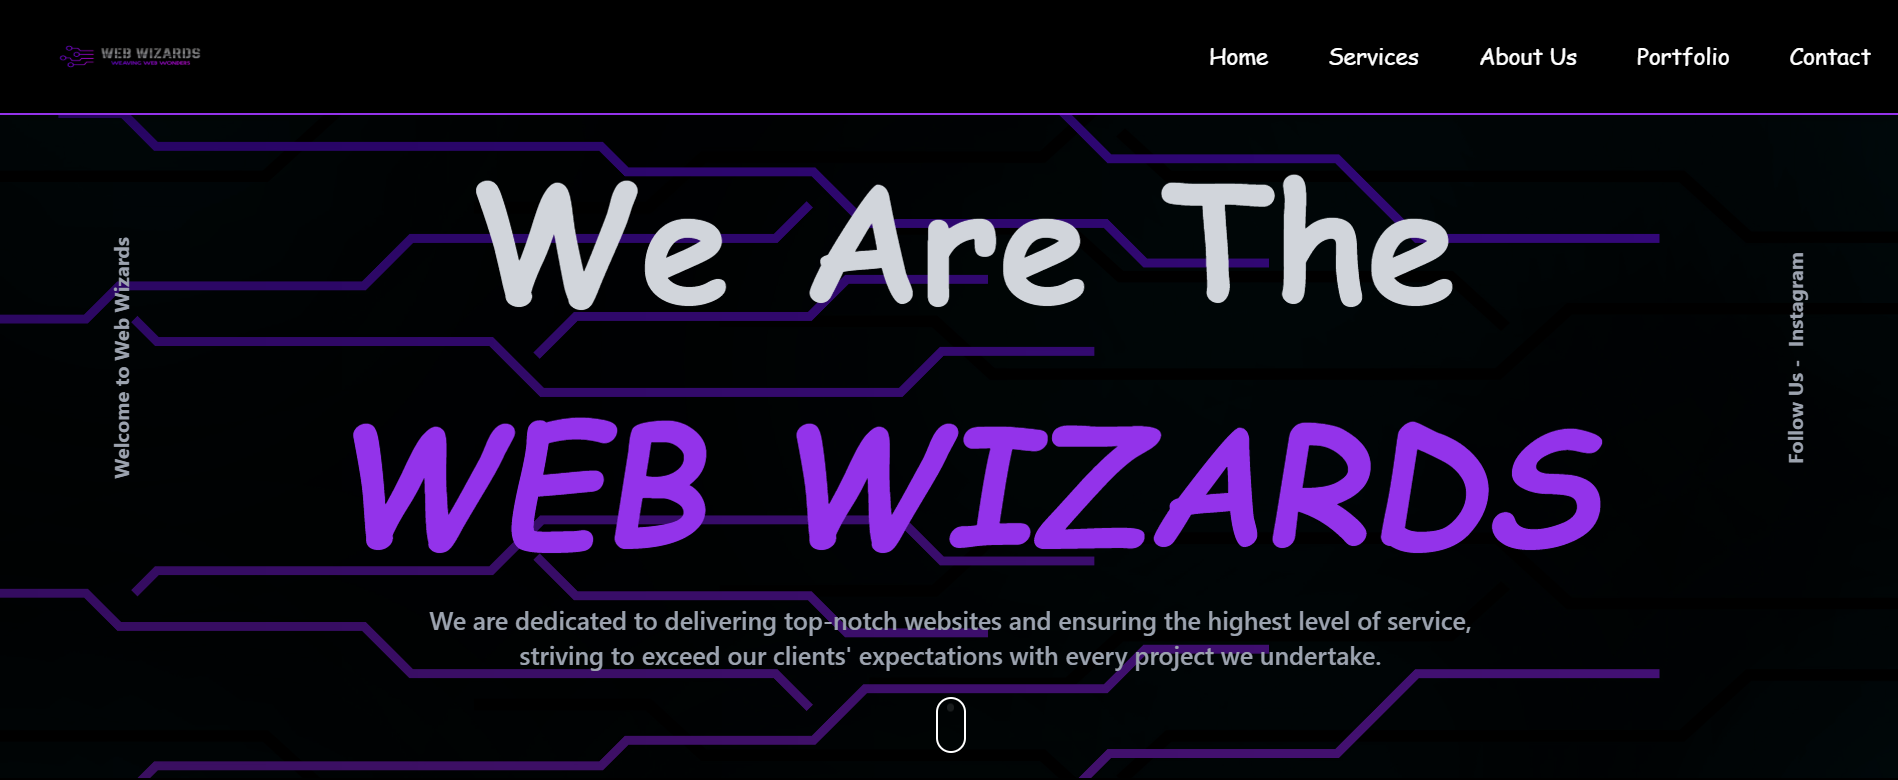 WEB WIZARDS
WEAVING WEB WONDERS
Home Services About Us Portfolio Contact
We Are The
WEB WIZARDS
Welcome to Web Wizards
Follow Us - Instagram
We are dedicated to delivering top-notch websites and ensuring the highest level of service,
striving to exceed our clients' expectations with every project we undertake.